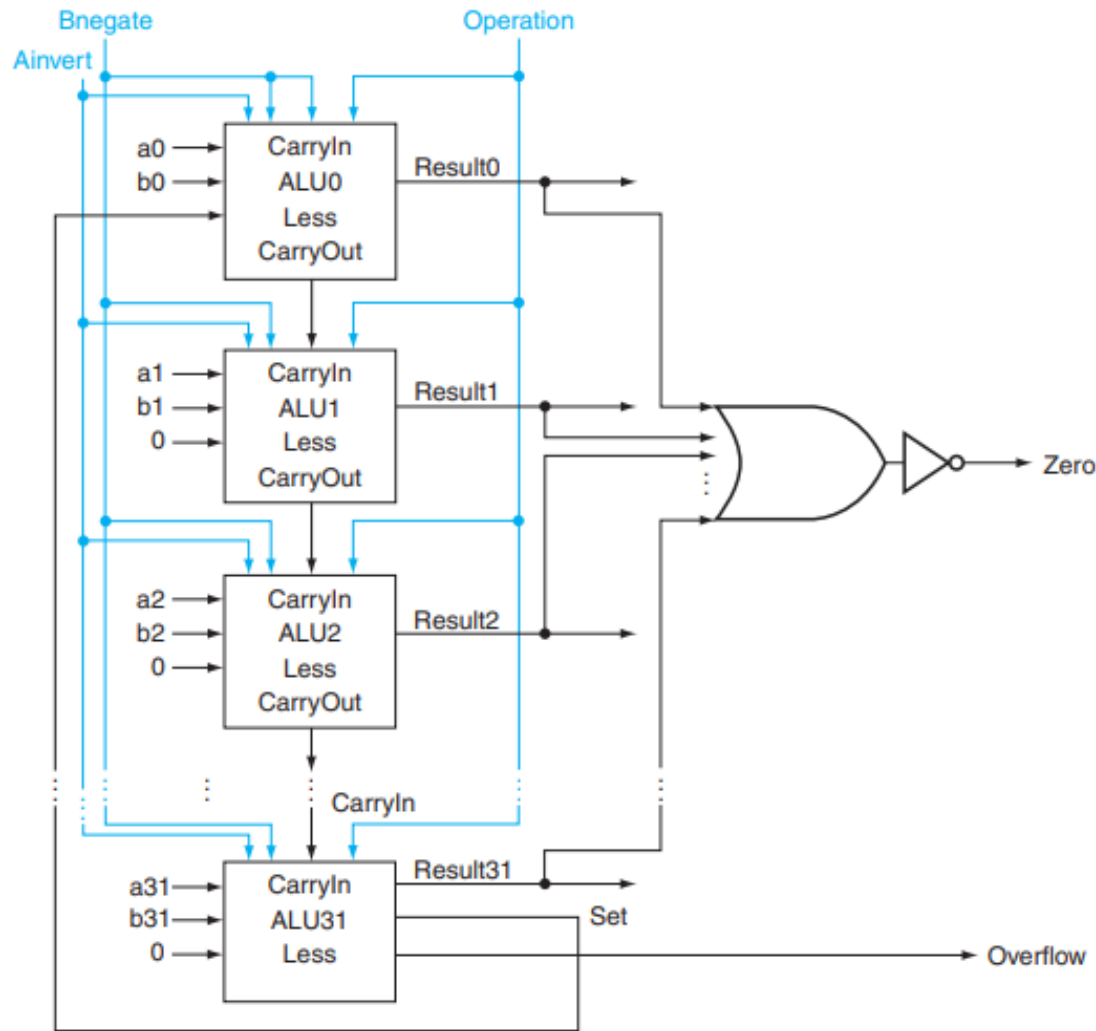 Bnegate
Operation
Ainvert
a0
b0
CarryIn
ALU0
Less
CarryOut
Result0
a1
b1
0
CarryIn
ALU1
Less
CarryOut
Result1
Zero
a2
b2
0
CarryIn
ALU2
Less
CarryOut
Result2
CarryIn
a31
b31
0
CarryIn
ALU31
Less
Result31
Set
Overflow